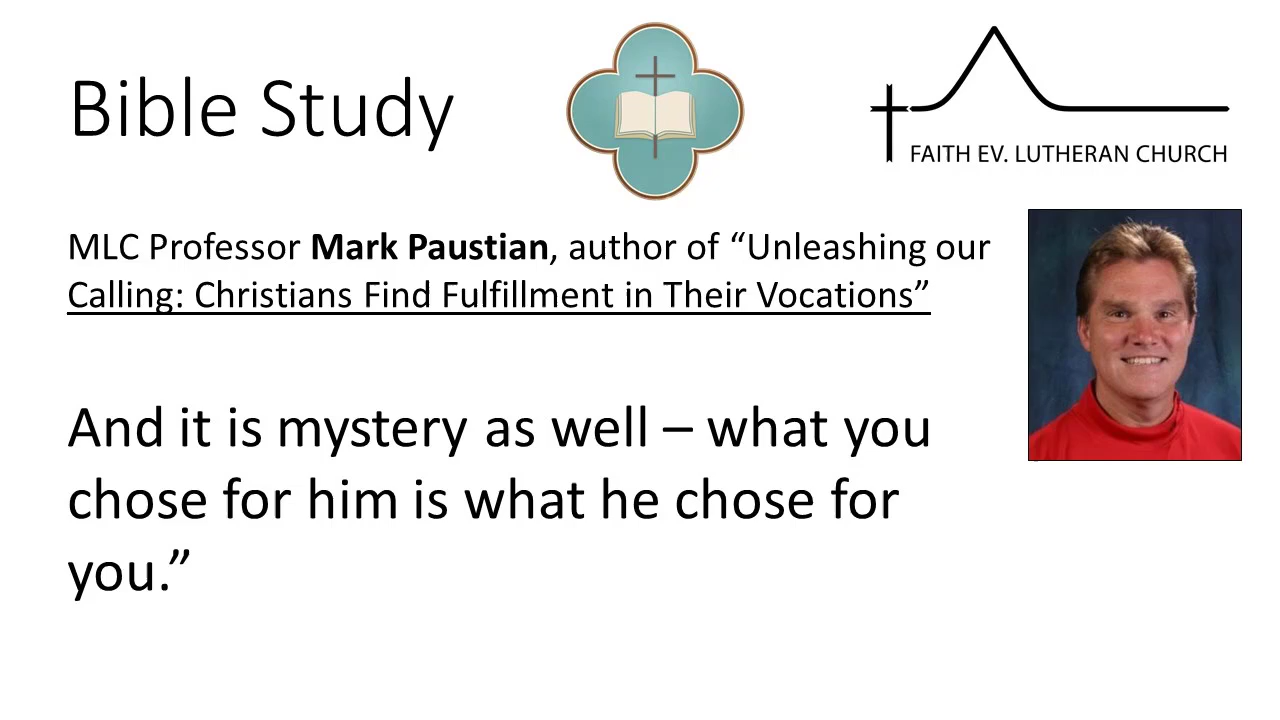 Bible Study
FAITH EV. LUTHERAN CHURCH
MLC Professor Mark Paustian, author of “Unleashing our
Calling: Christians Find Fulfillment in Their Vocations”
And it is mystery as well – what you
chose for him is what he chose for
you.”